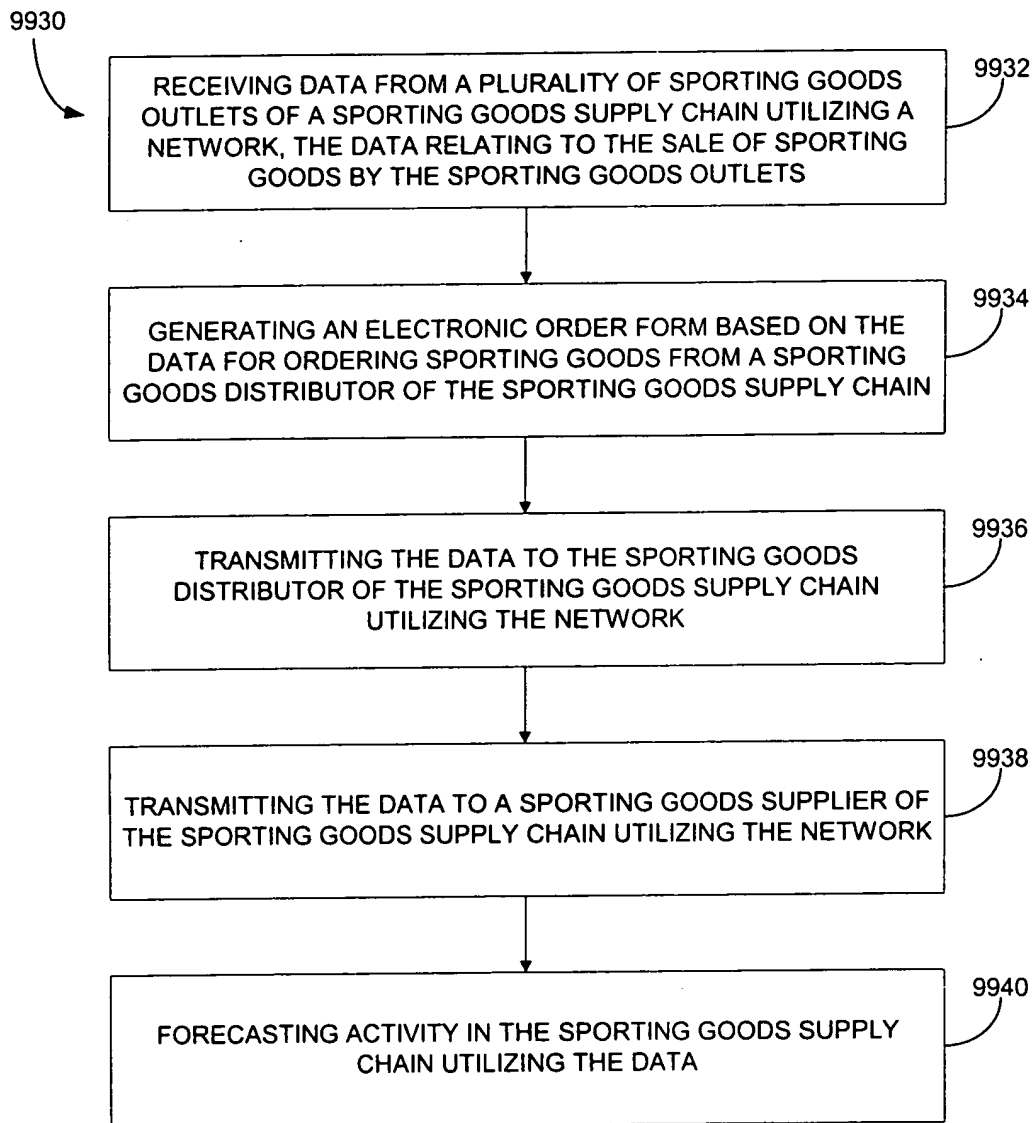 9930
9932
RECEIVING DATA FROM A PLURALITY OF SPORTING GOODS
OUTLETS OF A SPORTING GOODS SUPPLY CHAIN UTILIZING A
NETWORK, THE DATA RELATING TO THE SALE OF SPORTING
GOODS BY THE SPORTING GOODS OUTLETS
9934
GENERATING AN ELECTRONIC ORDER FORM BASED ON THE
DATA FOR ORDERING SPORTING GOODS FROM A SPORTING
GOODS DISTRIBUTOR OF THE SPORTING GOODS SUPPLY CHAIN
9936
TRANSMITTING THE DATA TO THE SPORTING GOODS
DISTRIBUTOR OF THE SPORTING GOODS SUPPLY CHAIN
UTILIZING THE NETWORK
9938
TRANSMITTING THE DATA TO A SPORTING GOODS SUPPLIER OF
THE SPORTING GOODS SUPPLY CHAIN UTILIZING THE NETWORK
9940
FORECASTING ACTIVITY IN THE SPORTING GOODS SUPPLY
CHAIN UTILIZING THE DATA